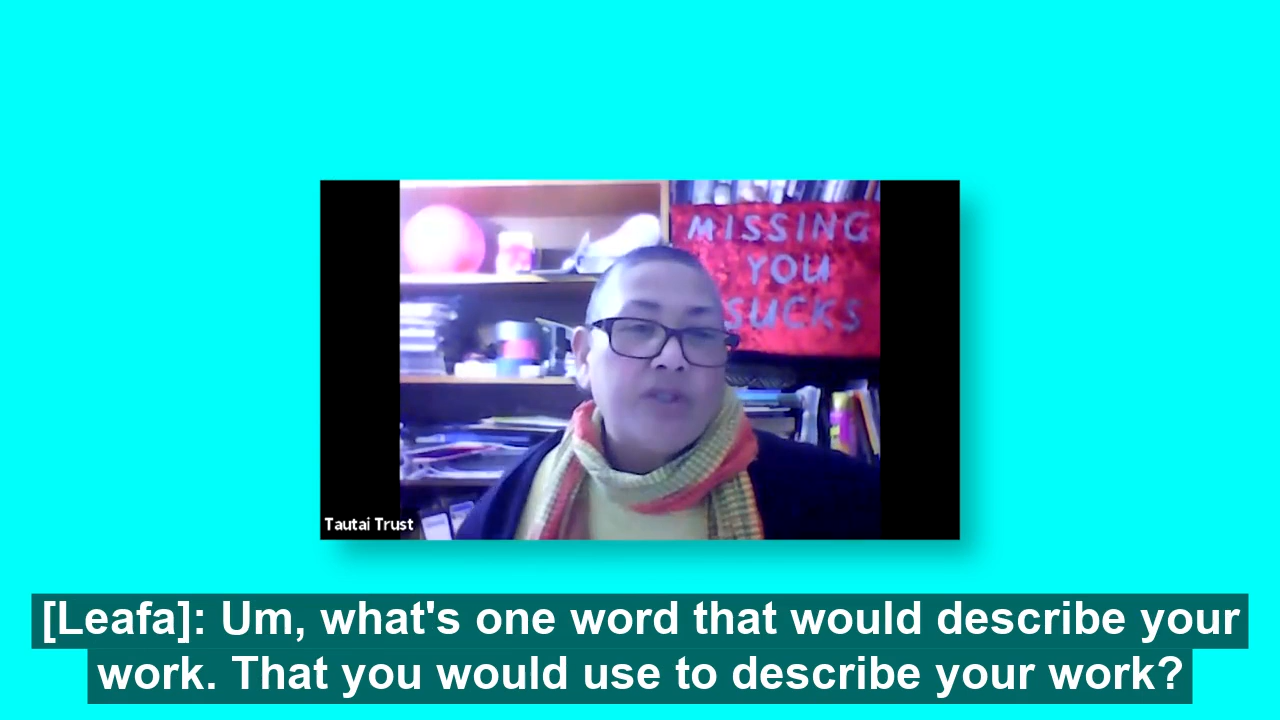 MISSING
YOU
SUCKS
Tautai Trust
[Leafa]: Um, what's one word that would describe your
work. That you would use to describe your work?